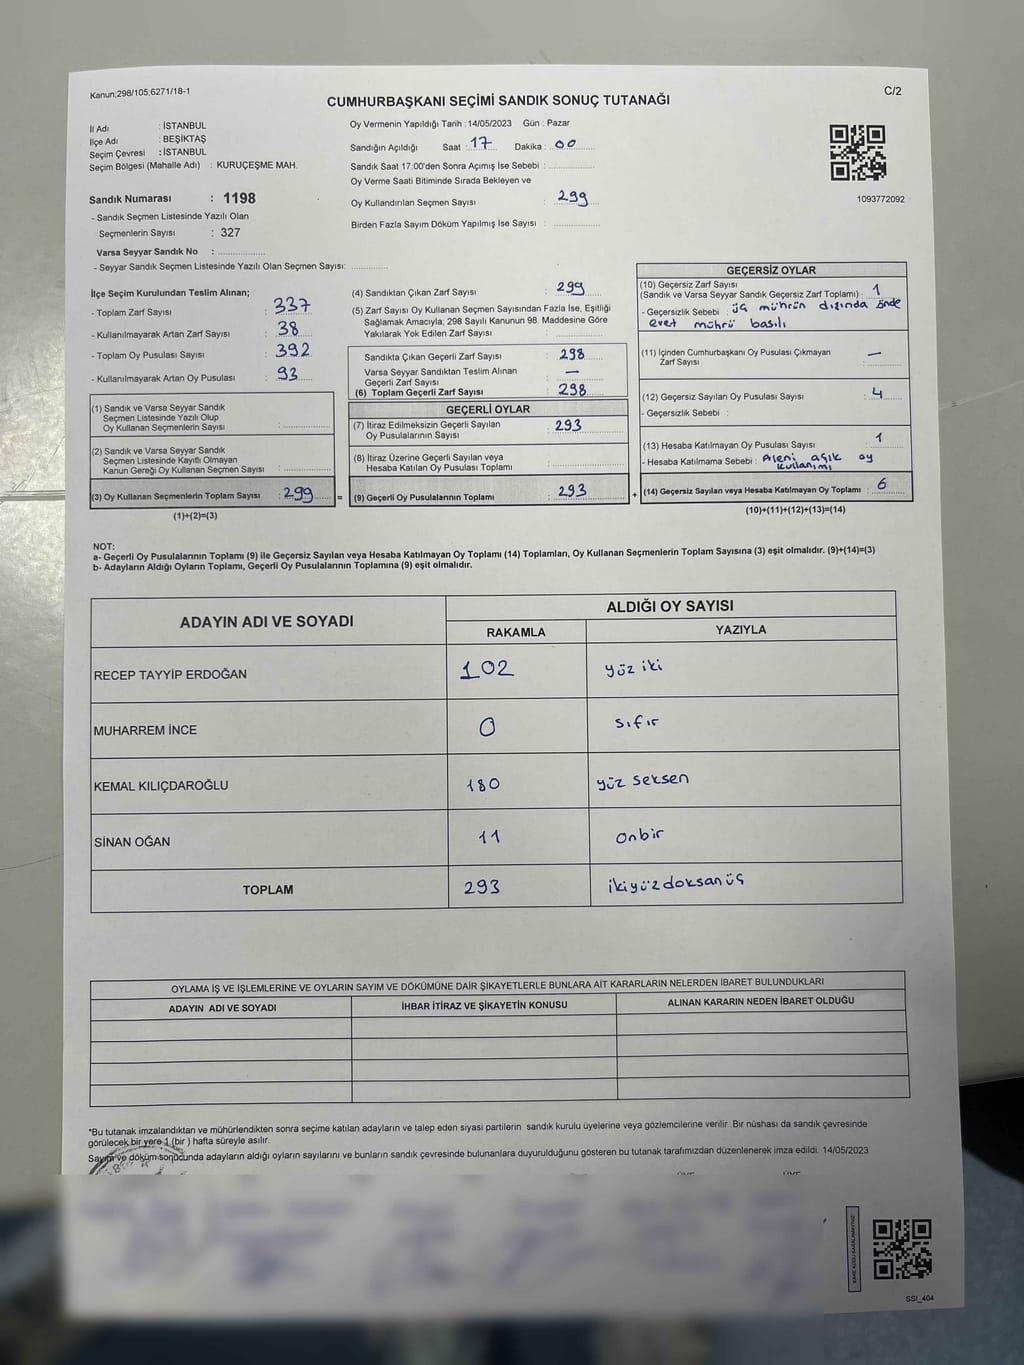 Kanun;298/105;6271/18-1
C/2
CUMHURBAŞKANI SEÇİMİ SANDIK SONUÇ TUTANAĞI
İl Adı : İSTANBUL
İlçe Adı : BEŞİKTAŞ
Seçim Çevresi : İSTANBUL
Seçim Bölgesi (Mahalle Adı) : KURUÇEŞME MAH.
Sandık Numarası : 1198
- Sandık Seçmen Listesinde Yazılı Olan
Seçmenlerin Sayısı : 327
Varsa Seyyar Sandık No :
- Seyyar Sandık Seçmen Listesinde Yazılı Olan Seçmen Sayısı:
Oy Vermenin Yapıldığı Tarih : 14/05/2023 Gün : Pazar
Sandığın Açıldığı Saat : 17 Dakika : 00
Sandık Saat 17:00'den Sonra Açımış İse Sebebi :
Oy Verme Saati Bitiminde Sırada Bekleyen ve
Oy Kullandırılan Seçmen Sayısı : 299
Birden Fazla Sayım Döküm Yapılmış İse Sayısı :
1093772092
İlçe Seçim Kurulundan Teslim Alınan;
- Toplam Zarf Sayısı : 337
- Kullanılmayarak Artan Zarf Sayısı : 38
- Toplam Oy Pusulası Sayısı : 392
- Kullanılmayarak Artan Oy Pusulası : 93
(1) Sandık ve Varsa Seyyar Sandık
Seçmen Listesinde Yazılı Olup
Oy Kullanan Seçmenlerin Sayısı :
(2) Sandık ve Varsa Seyyar Sandık
Seçmen Listesinde Kayıtlı Olmayan
Kanun Gereği Oy Kullanan Seçmen Sayısı :
(3) Oy Kullanan Seçmenlerin Toplam Sayısı : 299
(1)+(2)=(3)
=
(4) Sandıktan Çıkan Zarf Sayısı : 299
(5) Zarf Sayısı Oy Kullanan Seçmen Sayısından Fazla İse, Eşitliği
Sağlamak Amacıyla; 298 Sayılı Kanunun 98. Maddesine Göre
Yakılarak Yok Edilen Zarf Sayısı :
Sandıkta Çıkan Geçerli Zarf Sayısı : 298
Varsa Seyyar Sandıktan Teslim Alınan
Geçerli Zarf Sayısı : —
(6) Toplam Geçerli Zarf Sayısı : 298
GEÇERLİ OYLAR
(7) İtiraz Edilmeksizin Geçerli Sayılan
Oy Pusulalarının Sayısı : 293
(8) İtiraz Üzerine Geçerli Sayılan veya
Hesaba Katılan Oy Pusulası Toplamı :
(9) Geçerli Oy Pusulalarının Toplamı : 293
+
GEÇERSİZ OYLAR
(10) Geçersiz Zarf Sayısı
(Sandık ve Varsa Seyyar Sandık Geçersiz Zarf Toplamı) : 1
- Geçersizlik Sebebi : üç mührün dışında önde
evet mührü basılı
(11) İçinden Cumhurbaşkanı Oy Pusulası Çıkmayan
Zarf Sayısı : —
(12) Geçersiz Sayılan Oy Pusulası Sayısı : 4
- Geçersizlik Sebebi :
(13) Hesaba Katılmayan Oy Pusulası Sayısı : 1
- Hesaba Katılmama Sebebi : Aleni açık oy
kullanımı
(14) Geçersiz Sayılan veya Hesaba Katılmayan Oy Toplamı : 6
(10)+(11)+(12)+(13)=(14)
NOT:
a- Geçerli Oy Pusulalarının Toplamı (9) ile Geçersiz Sayılan veya Hesaba Katılmayan Oy Toplamı (14) Toplamları, Oy Kullanan Seçmenlerin Toplam Sayısına (3) eşit olmalıdır. (9)+(14)=(3)
b- Adayların Aldığı Oyların Toplamı, Geçerli Oy Pusulalarının Toplamına (9) eşit olmalıdır.
ADAYIN ADI VE SOYADI
ALDIĞI OY SAYISI
RAKAMLA YAZIYLA
RECEP TAYYİP ERDOĞAN 102 yüz iki
MUHARREM İNCE 0 sıfır
KEMAL KILIÇDAROĞLU 180 yüz seksen
SİNAN OĞAN 11 onbir
TOPLAM 293 ikiyüzdoksanüç
OYLAMA İŞ VE İŞLEMLERİNE VE OYLARIN SAYIM VE DÖKÜMÜNE DAİR ŞİKAYETLERLE BUNLARA AİT KARARLARIN NELERDEN İBARET BULUNDUKLARI
ADAYIN ADI VE SOYADI İHBAR İTİRAZ VE ŞİKAYETİN KONUSU ALINAN KARARIN NEDEN İBARET OLDUĞU
*Bu tutanak imzalandıktan ve mühürlendikten sonra seçime katılan adayların ve talep eden siyasi partilerin sandık kurulu üyelerine veya gözlemcilerine verilir .Bir nüshası da sandık çevresinde
görülecek bir yere 1 (bir ) hafta süreyle asılır.
Sayım ve döküm sonucunda adayların aldığı oyların sayılarını ve bunların sandık çevresinde bulunanlara duyurulduğunu gösteren bu tutanak tarafımızdan düzenlenerek imza edildi. 14/05/2023
SSI_404